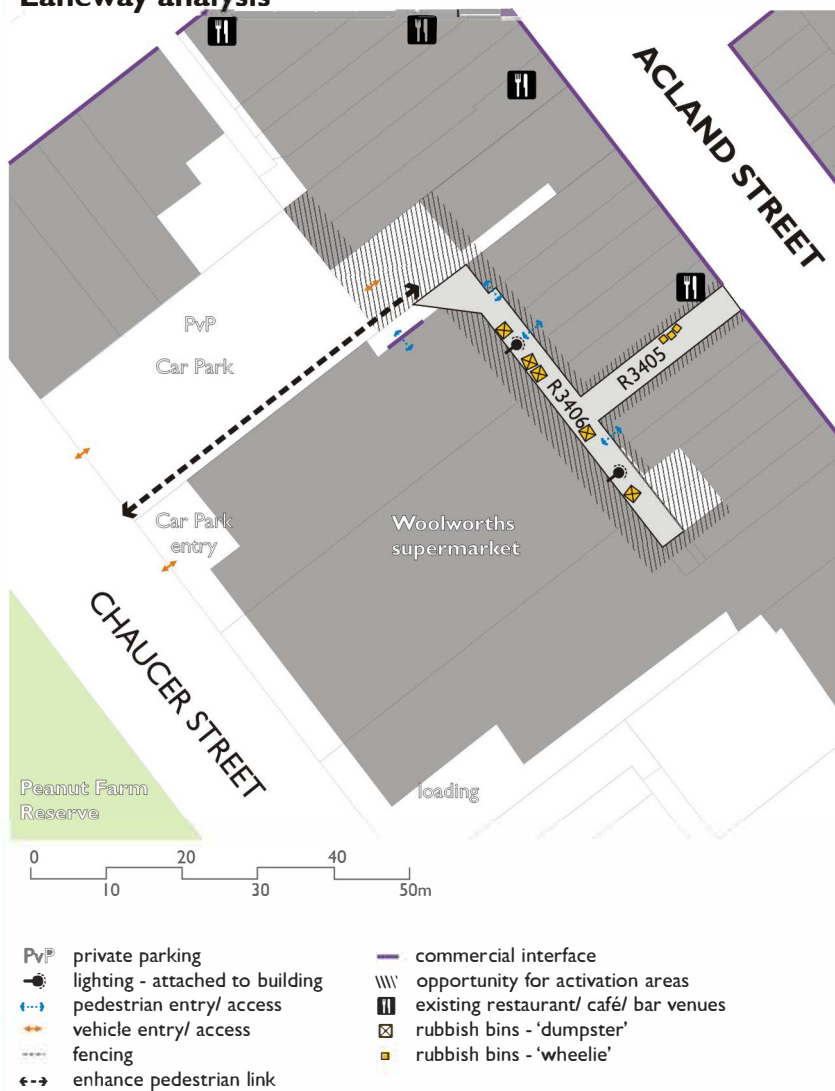 Laneway analysis
ACLAND STREET
PvP
Car Park
R3405
R3406
Car Park
entry
Woolworths
supermarket
CHAUCER STREET
Peanut Farm
Reserve
loading
0 20 40
10 30 50m
PvP private parking
lighting - attached to building
pedestrian entry/ access
vehicle entry/ access
fencing
enhance pedestrian link
commercial interface
opportunity for activation areas
existing restaurant/ café/ bar venues
rubbish bins - ‘dumpster’
rubbish bins - ‘wheelie’